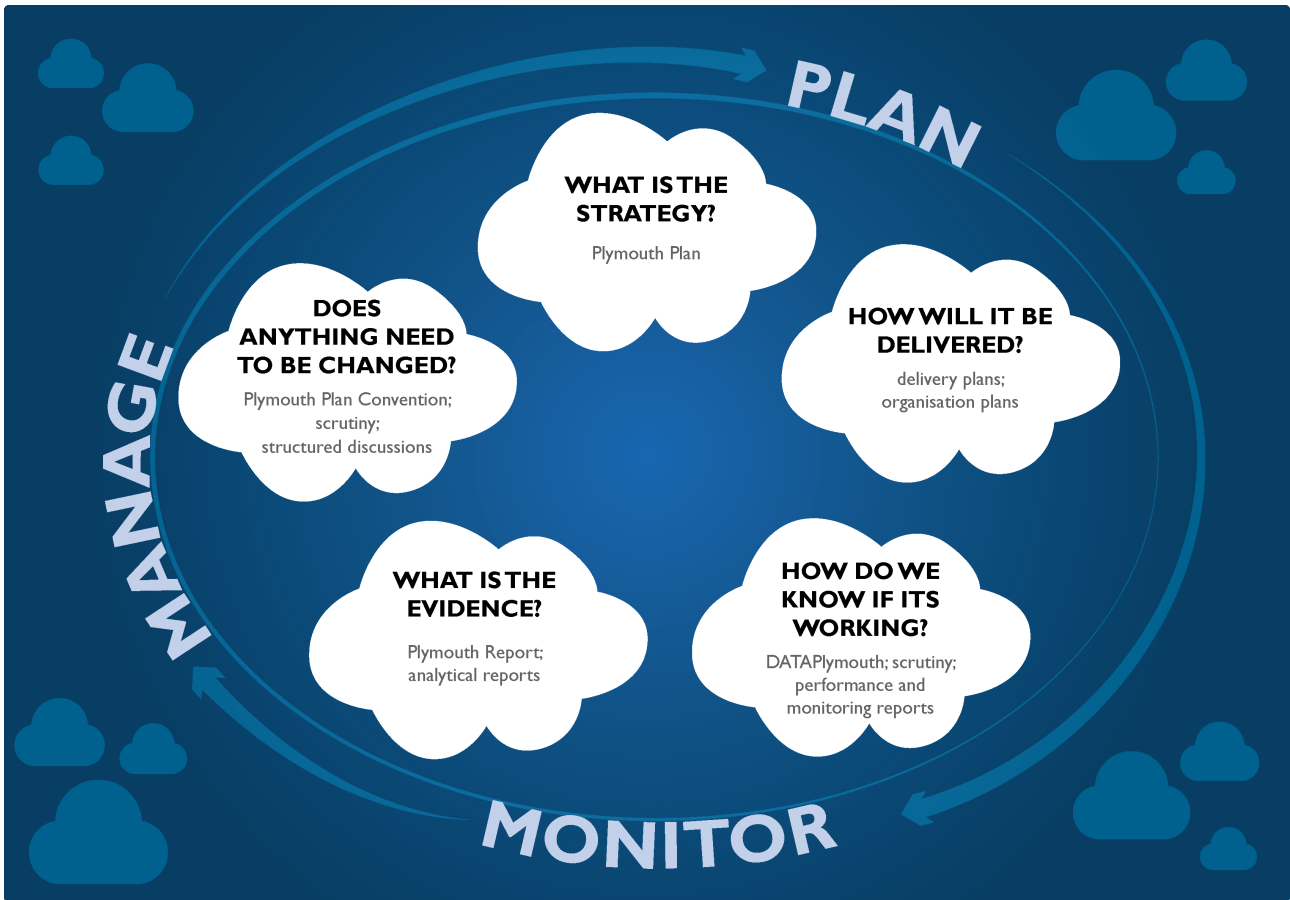 PLAN
WHAT IS THE
STRATEGY?
Plymouth Plan
HOW WILL IT BE
DELIVERED?
delivery plans;
organisation plans
HOW DO WE
KNOW IF ITS
WORKING?
DATAPlymouth; scrutiny;
performance and
monitoring reports
MONITOR
WHAT IS THE
EVIDENCE?
Plymouth Report;
analytical reports
MANAGE
DOES
ANYTHING NEED
TO BE CHANGED?
Plymouth Plan Convention;
scrutiny;
structured discussions